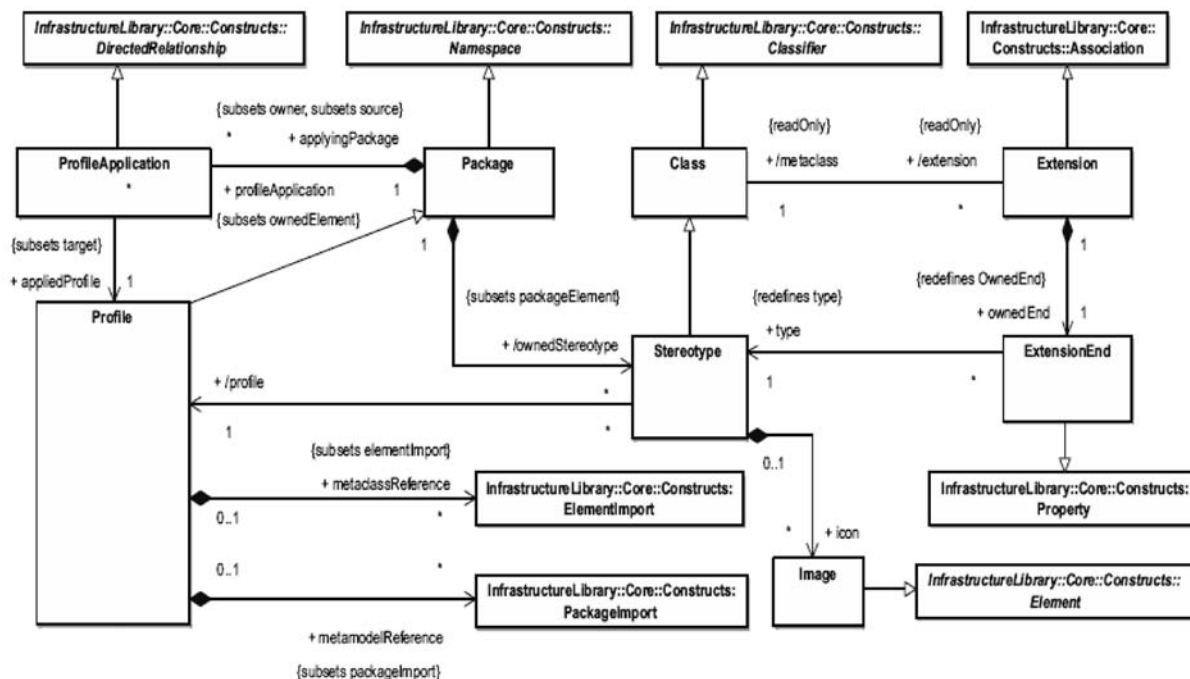 InfrastructureLibrary::Core::Constructs::
DirectedRelationship
InfrastructureLibrary::Core::Constructs::
Namespace
InfrastructureLibrary::Core::Constructs::
Classifier
InfrastructureLibrary::Core::
Constructs::Association
{subsets owner, subsets source}
*
+ applyingPackage
{readOnly}
+ /metaclass
{readOnly}
+ /extension
ProfileApplication
*
Package
Class
Extension
+ profileApplication
1
1
*
{subsets ownedElement}
{subsets target}
+ appliedProfile
1
1
1
{subsets packageElement}
{redefines type}
{redefines OwnedEnd}
+ ownedEnd
1
Profile
+ /ownedStereotype
Stereotype
+ type
ExtensionEnd
+ /profile
*
1
*
1
*
{subsets elementImport}
0..1
+ metaclassReference
InfrastructureLibrary::Core::Constructs:
ElementImport
InfrastructureLibrary::Core::Constructs:
Property
0..1
*
*
+ icon
0..1
*
Image
InfrastructureLibrary::Core::Constructs::
Element
InfrastructureLibrary::Core::Constructs:
PackageImport
+ metamodelReference
{subsets packageImport}